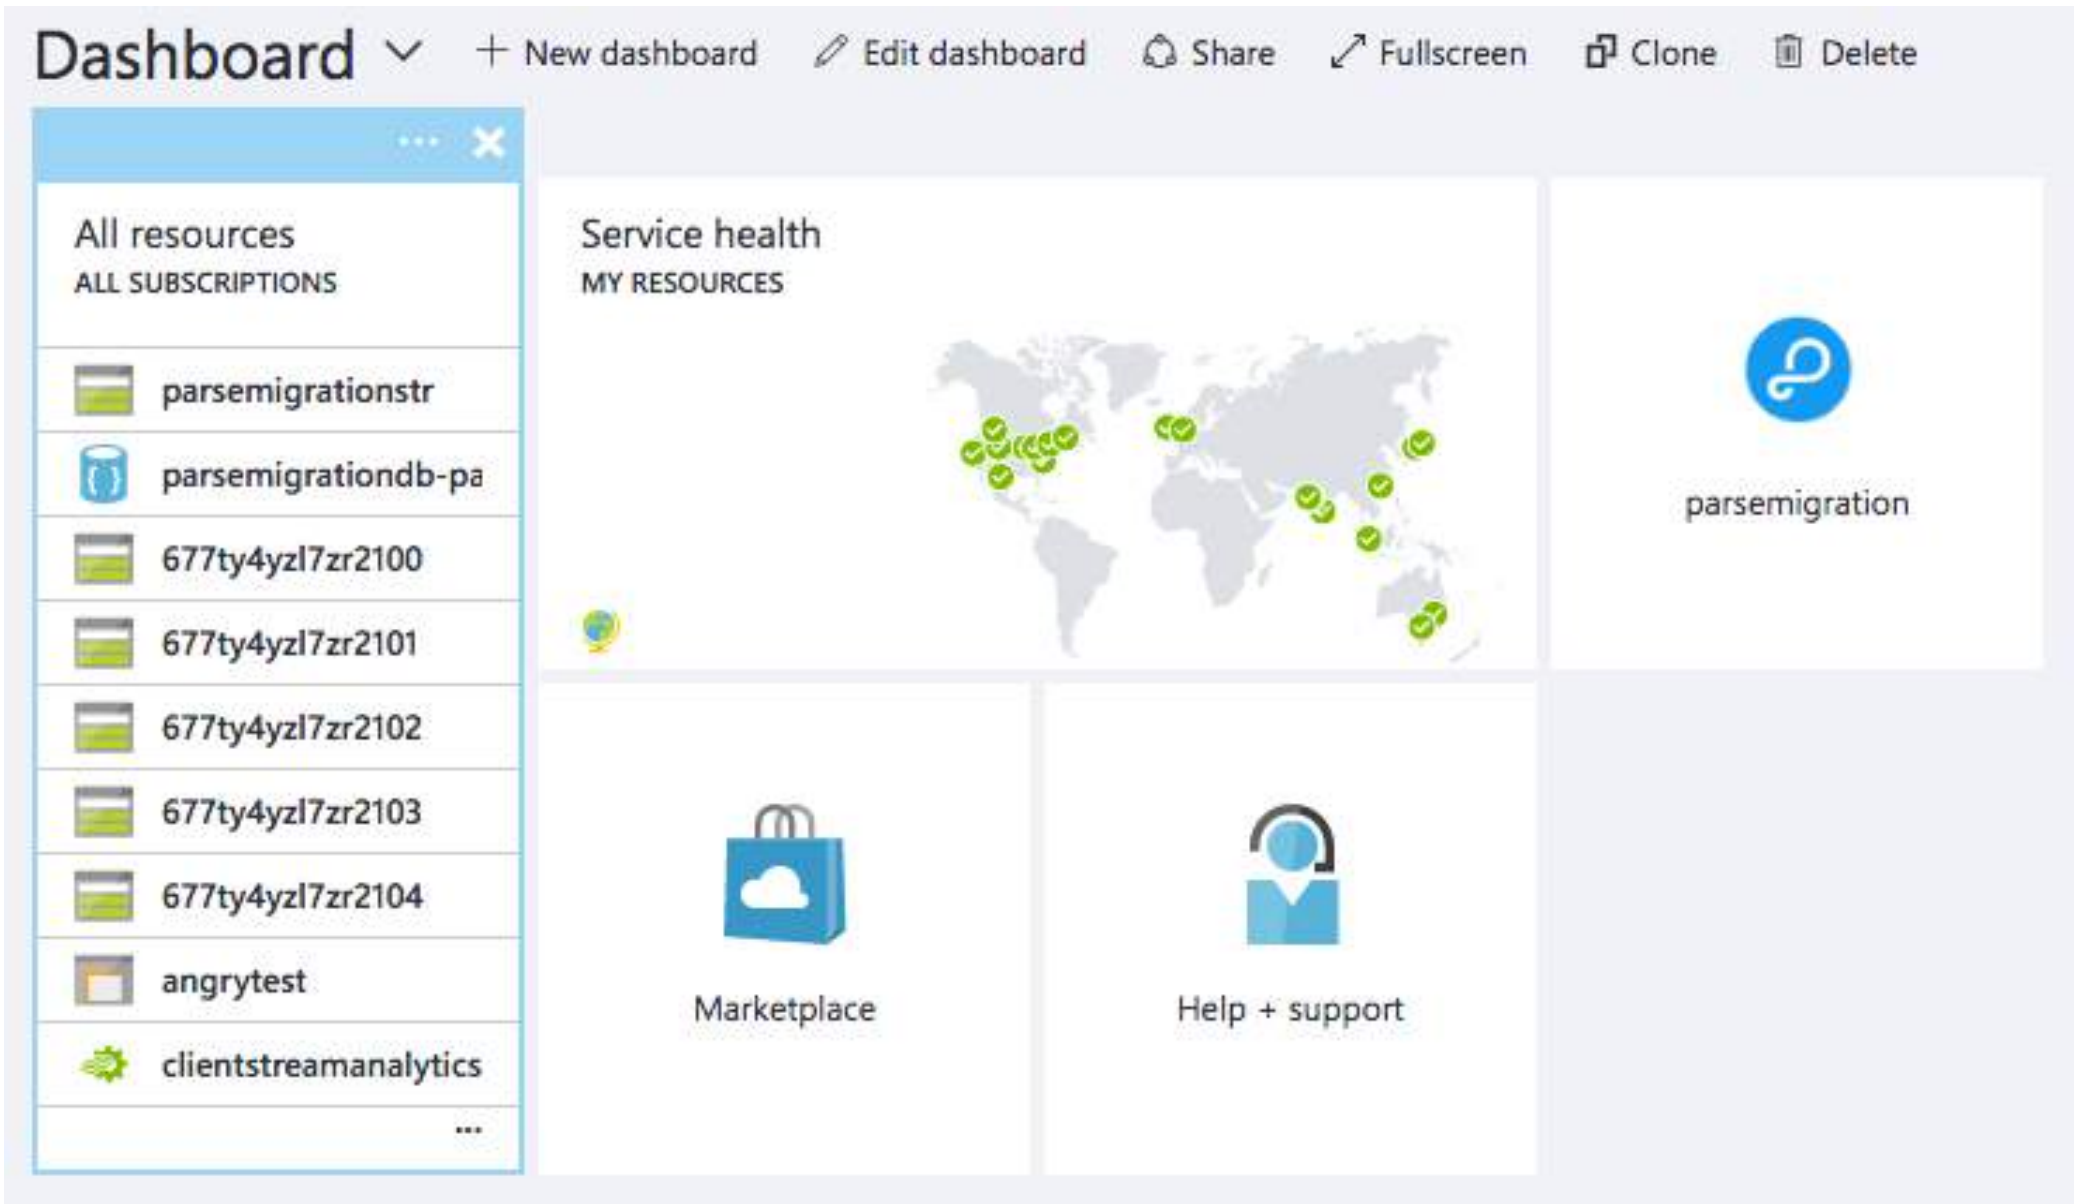 Dashboard New dashboard Edit dashboard Share Fullscreen Clone Delete
All resources
ALL SUBSCRIPTIONS
parsemigrationstr
parsemigrationdb-pa
677ty4yzl7zr2100
677ty4yzl7zr2101
677ty4yzl7zr2102
677ty4yzl7zr2103
677ty4yzl7zr2104
angrytest
clientstreamanalytics
...
Service health
MY RESOURCES
parsemigration
Marketplace
Help + support